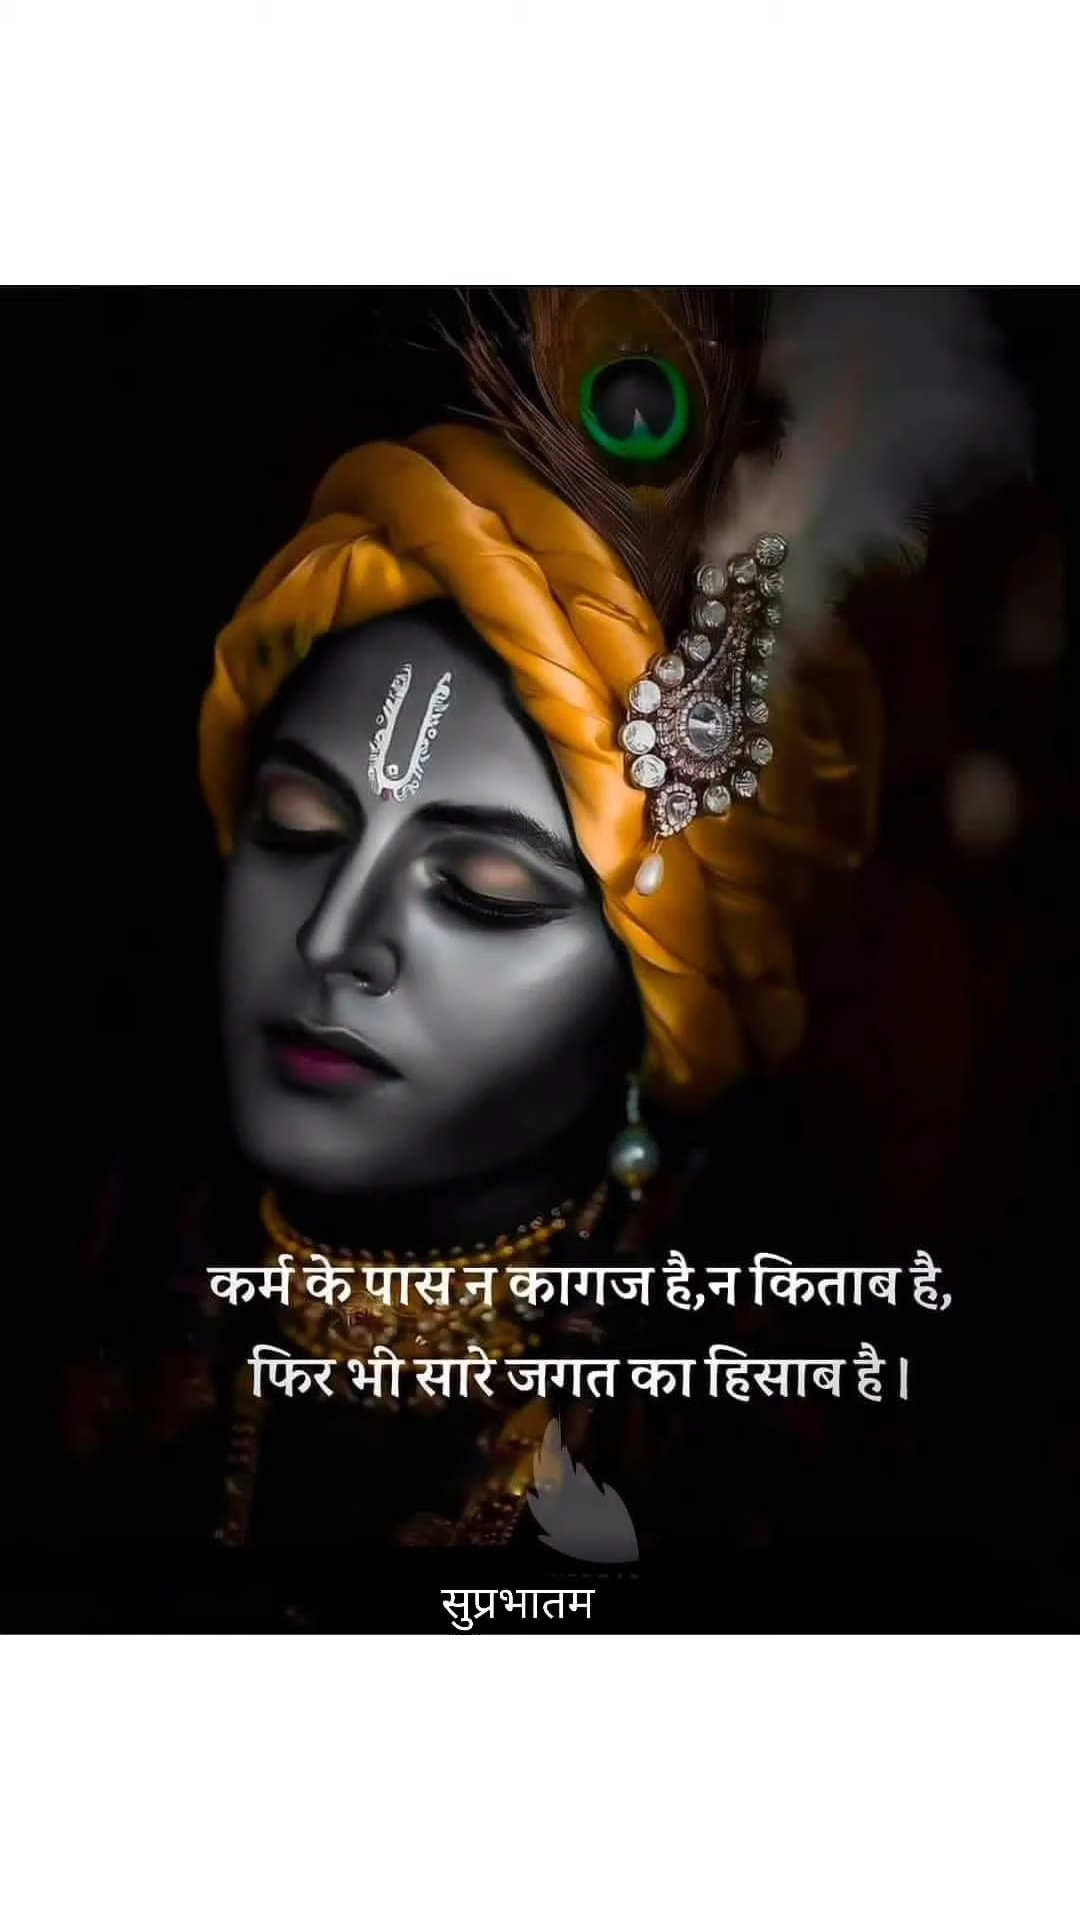 कर्म के पास न कागज है,न किताब है,
फिर भी सारे जगत का हिसाब है।
सुप्रभातम